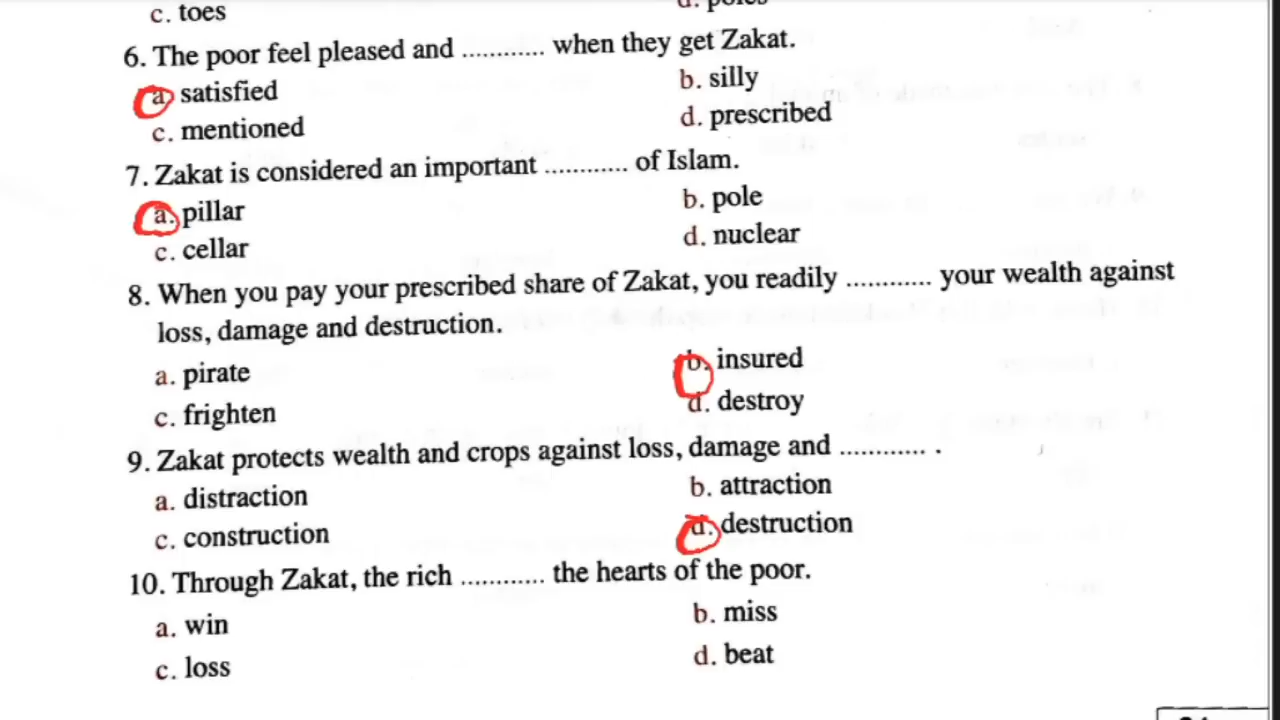 c. toes d. poles
6. The poor feel pleased and ........... when they get Zakat.
a. satisfied b. silly
c. mentioned d. prescribed
7. Zakat is considered an important ............ of Islam.
a. pillar b. pole
c. cellar d. nuclear
8. When you pay your prescribed share of Zakat, you readily ............ your wealth against
loss, damage and destruction.
a. pirate b. insured
c. frighten d. destroy
9. Zakat protects wealth and crops against loss, damage and ............ .
a. distraction b. attraction
c. construction d. destruction
10. Through Zakat, the rich ............ the hearts of the poor.
a. win b. miss
c. loss d. beat